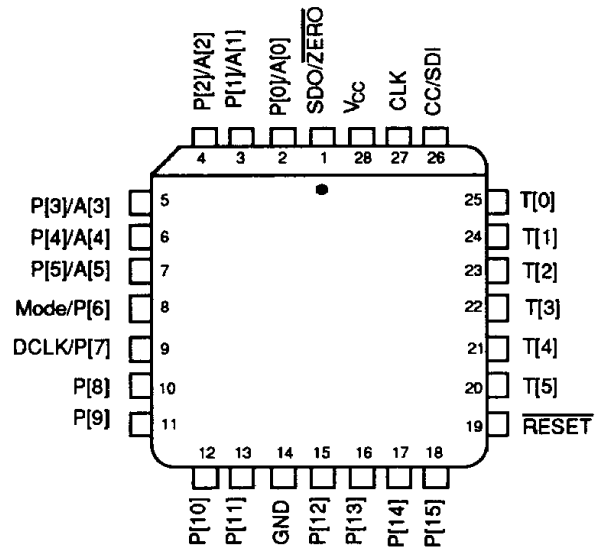 P[2]/A[2]
P[1]/A[1]
P[0]/A[0]
SDO/Z̅E̅R̅O̅
VCC
CLK
CC/SDI
4
3
2
1
28
27
26
P[3]/A[3]
5
25
T[0]
P[4]/A[4]
6
24
T[1]
P[5]/A[5]
7
23
T[2]
Mode/P[6]
8
22
T[3]
DCLK/P[7]
9
21
T[4]
P[8]
10
20
T[5]
P[9]
11
19
R̅E̅S̅E̅T̅
12
13
14
15
16
17
18
P[10]
P[11]
GND
P[12]
P[13]
P[14]
P[15]